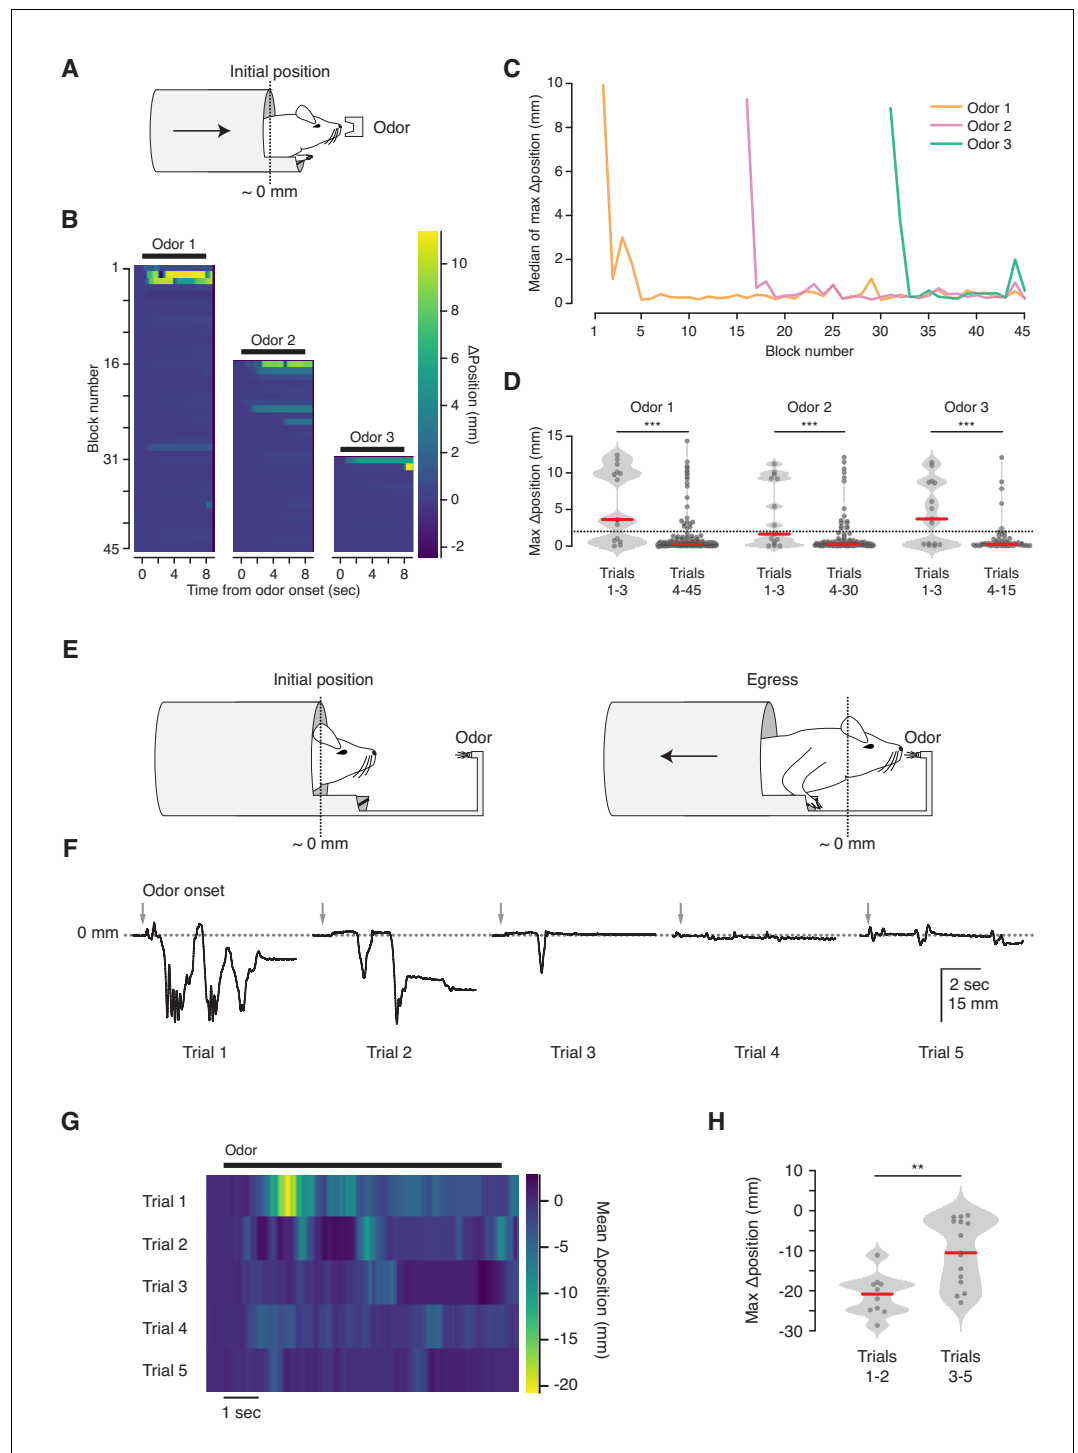 A
Initial position
Odor
~ 0 mm
B
Odor 1
Odor 2
Odor 3
Block number
1
16
31
45
0 4 8
0 4 8
0 4 8
Time from odor onset (sec)
10
8
6
4
2
0
-2
ΔPosition (mm)
C
Median of max Δposition (mm)
10
8
6
4
2
0
Odor 1
Odor 2
Odor 3
1 5 10 15 20 25 30 35 40 45
Block number
D
Odor 1 Odor 2 Odor 3
*** *** ***
Max Δposition (mm)
15
10
5
0
Trials Trials Trials Trials Trials Trials
1-3 4-45 1-3 4-30 1-3 4-15
E
Initial position
Odor
~ 0 mm
Egress
Odor
~ 0 mm
F
Odor onset
0 mm
2 sec
15 mm
Trial 1 Trial 2 Trial 3 Trial 4 Trial 5
G
Odor
Trial 1
Trial 2
Trial 3
Trial 4
Trial 5
1 sec
0
-5
-10
-15
-20
Mean Δposition (mm)
H
**
Max Δposition (mm)
10
0
-10
-20
-30
Trials Trials
1-2 3-5